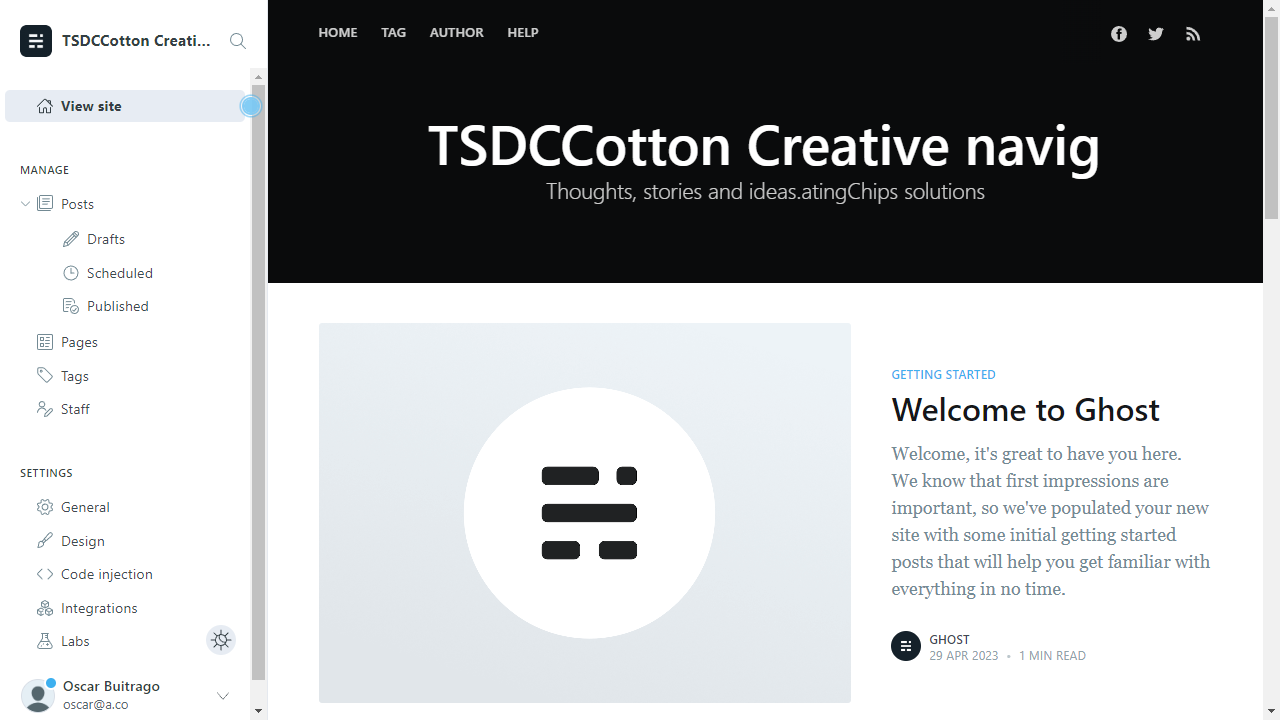 TSDCCotton Creati...
View site
MANAGE
Posts
Drafts
Scheduled
Published
Pages
Tags
Staff
SETTINGS
General
Design
Code injection
Integrations
Labs
Oscar Buitrago
oscar@a.co
HOME TAG AUTHOR HELP
TSDCCotton Creative navig
Thoughts, stories and ideas.atingChips solutions
GETTING STARTED
Welcome to Ghost
Welcome, it's great to have you here.
We know that first impressions are
important, so we've populated your new
site with some initial getting started
posts that will help you get familiar with
everything in no time.
GHOST
29 APR 2023 • 1 MIN READ